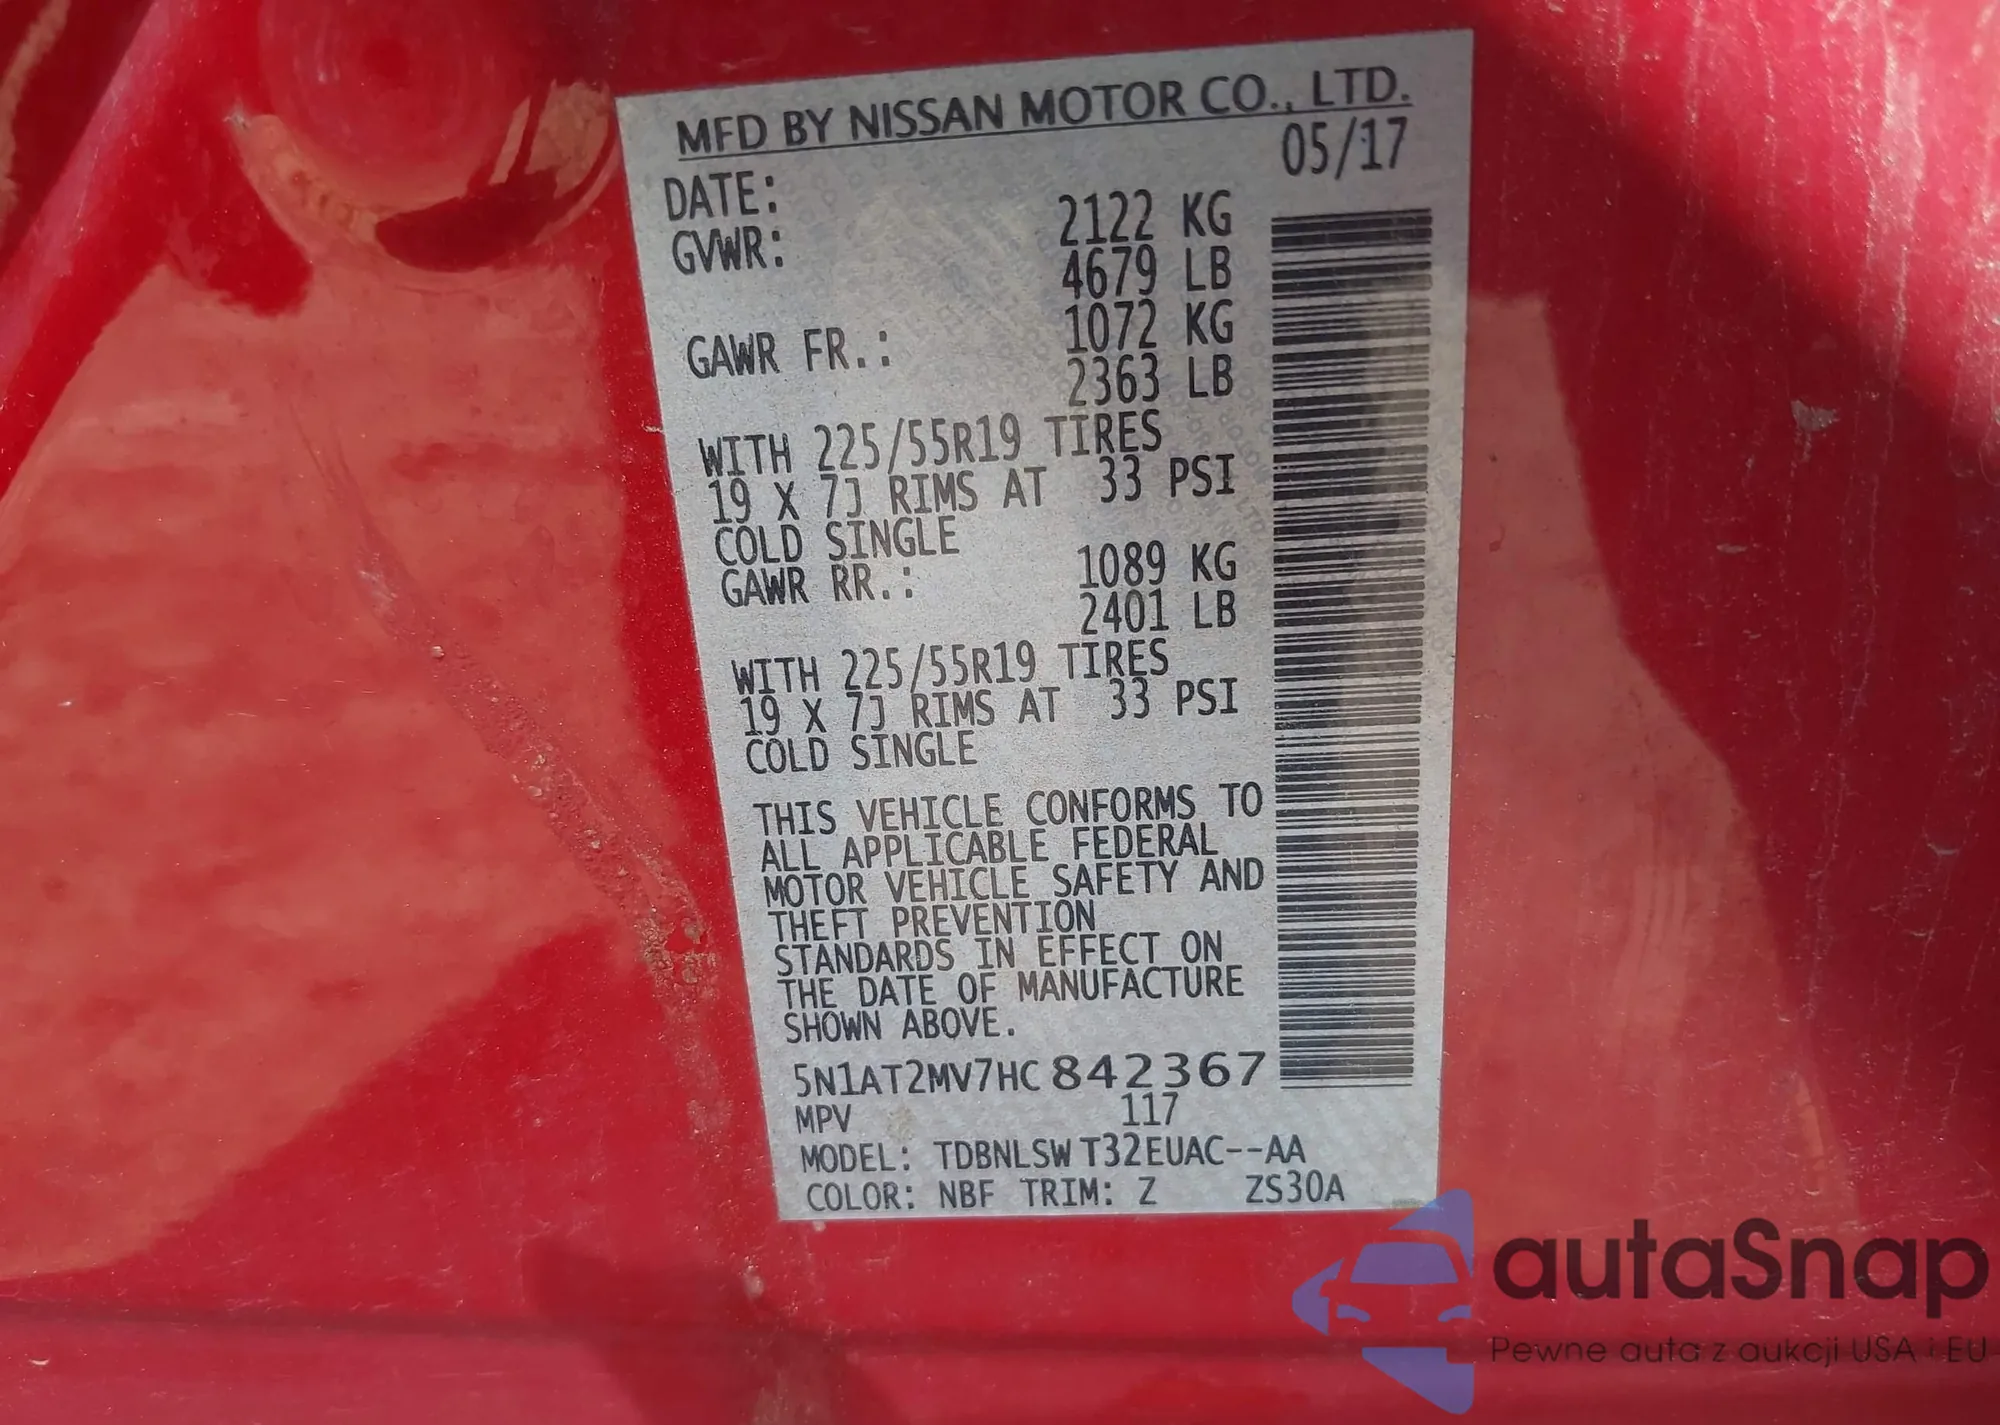 MFD BY NISSAN MOTOR CO., LTD.
DATE: 05/17
GVWR: 2122 KG
4679 LB
GAWR FR.: 1072 KG
2363 LB
WITH 225/55R19 TIRES
19 X 7J RIMS AT 33 PSI
COLD SINGLE
GAWR RR.: 1089 KG
2401 LB
WITH 225/55R19 TIRES
19 X 7J RIMS AT 33 PSI
COLD SINGLE
THIS VEHICLE CONFORMS TO
ALL APPLICABLE FEDERAL
MOTOR VEHICLE SAFETY AND
THEFT PREVENTION
STANDARDS IN EFFECT ON
THE DATE OF MANUFACTURE
SHOWN ABOVE.
5N1AT2MV7HC842367
MPV 117
MODEL: TDBNLSW T32EUAC--AA
COLOR: NBF TRIM: Z ZS30A
autaSnap
Pewne auta z aukcji USA i EU